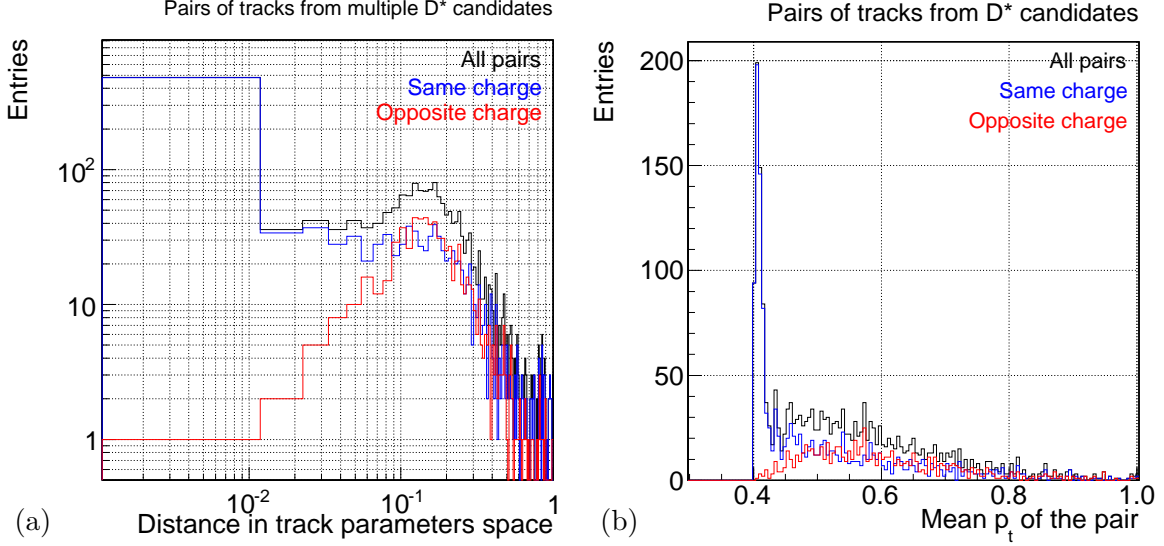 Pairs of tracks from multiple D* candidates
Entries
All pairs
Same charge
Opposite charge
10²
10
1
10⁻² 10⁻¹ 1
Distance in track parameters space
(a)
Pairs of tracks from D* candidates
Entries
All pairs
Same charge
Opposite charge
200
150
100
50
0
0.4 0.6 0.8 1.0
Mean pₜ of the pair
(b)